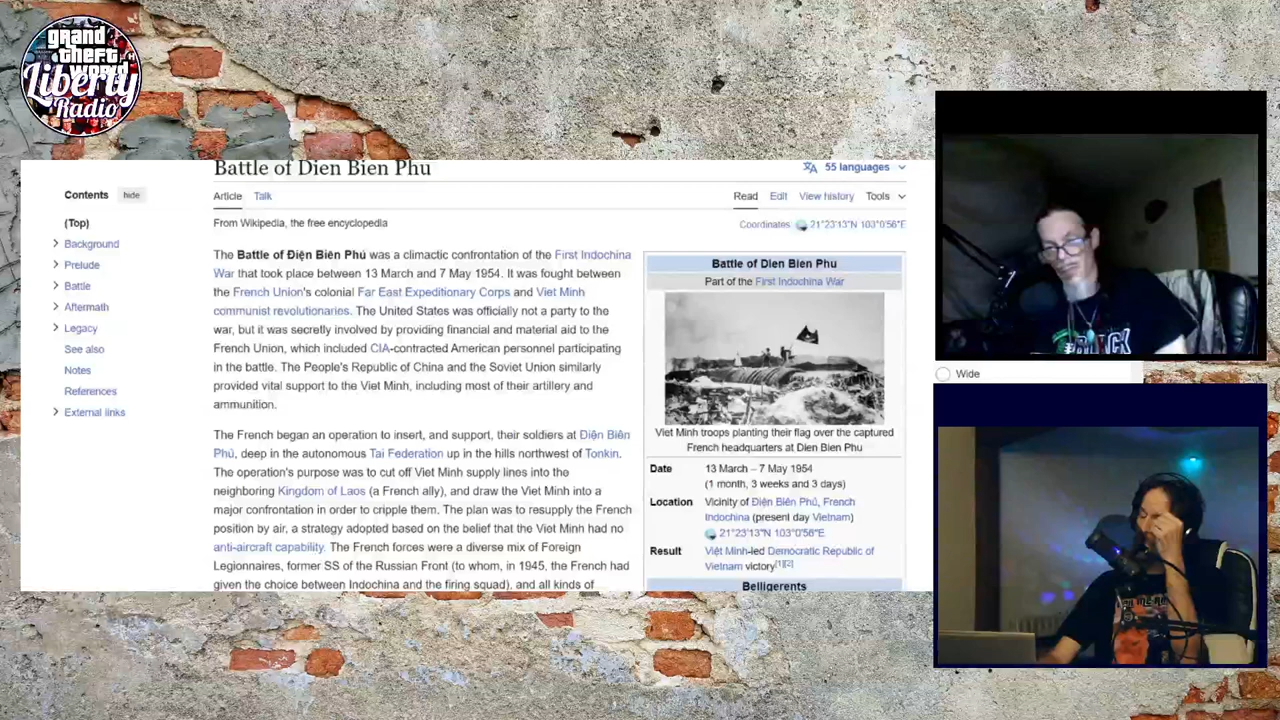 grand
theft
world
Liberty
Radio
Battle of Dien Bien Phu
55 languages
Contents hide
Article Talk
Read Edit View history Tools
(Top)
From Wikipedia, the free encyclopedia
Coordinates: 21°23′13″N 103°0′56″E
Background
Prelude
Battle
Aftermath
Legacy
See also
Notes
References
External links
The Battle of Điện Biên Phủ was a climactic confrontation of the First Indochina
War that took place between 13 March and 7 May 1954. It was fought between
the French Union's colonial Far East Expeditionary Corps and Viet Minh
communist revolutionaries. The United States was officially not a party to the
war, but it was secretly involved by providing financial and material aid to the
French Union, which included CIA-contracted American personnel participating
in the battle. The People's Republic of China and the Soviet Union similarly
provided vital support to the Viet Minh, including most of their artillery and
ammunition.
The French began an operation to insert, and support, their soldiers at Điện Biên
Phủ, deep in the autonomous Tai Federation up in the hills northwest of Tonkin.
The operation's purpose was to cut off Viet Minh supply lines into the
neighboring Kingdom of Laos (a French ally), and draw the Viet Minh into a
major confrontation in order to cripple them. The plan was to resupply the French
position by air, a strategy adopted based on the belief that the Viet Minh had no
anti-aircraft capability. The French forces were a diverse mix of Foreign
Legionnaires, former SS of the Russian Front (to whom, in 1945, the French had
given the choice between Indochina and the firing squad), and all kinds of
Battle of Dien Bien Phu
Part of the First Indochina War
Viet Minh troops planting their flag over the captured
French headquarters at Dien Bien Phu
Date 13 March – 7 May 1954
(1 month, 3 weeks and 3 days)
Location Vicinity of Điện Biên Phủ, French
Indochina (present day Vietnam)
21°23′13″N 103°0′56″E
Result Việt Minh-led Democratic Republic of
Vietnam victory[1][2]
Belligerents
Wide